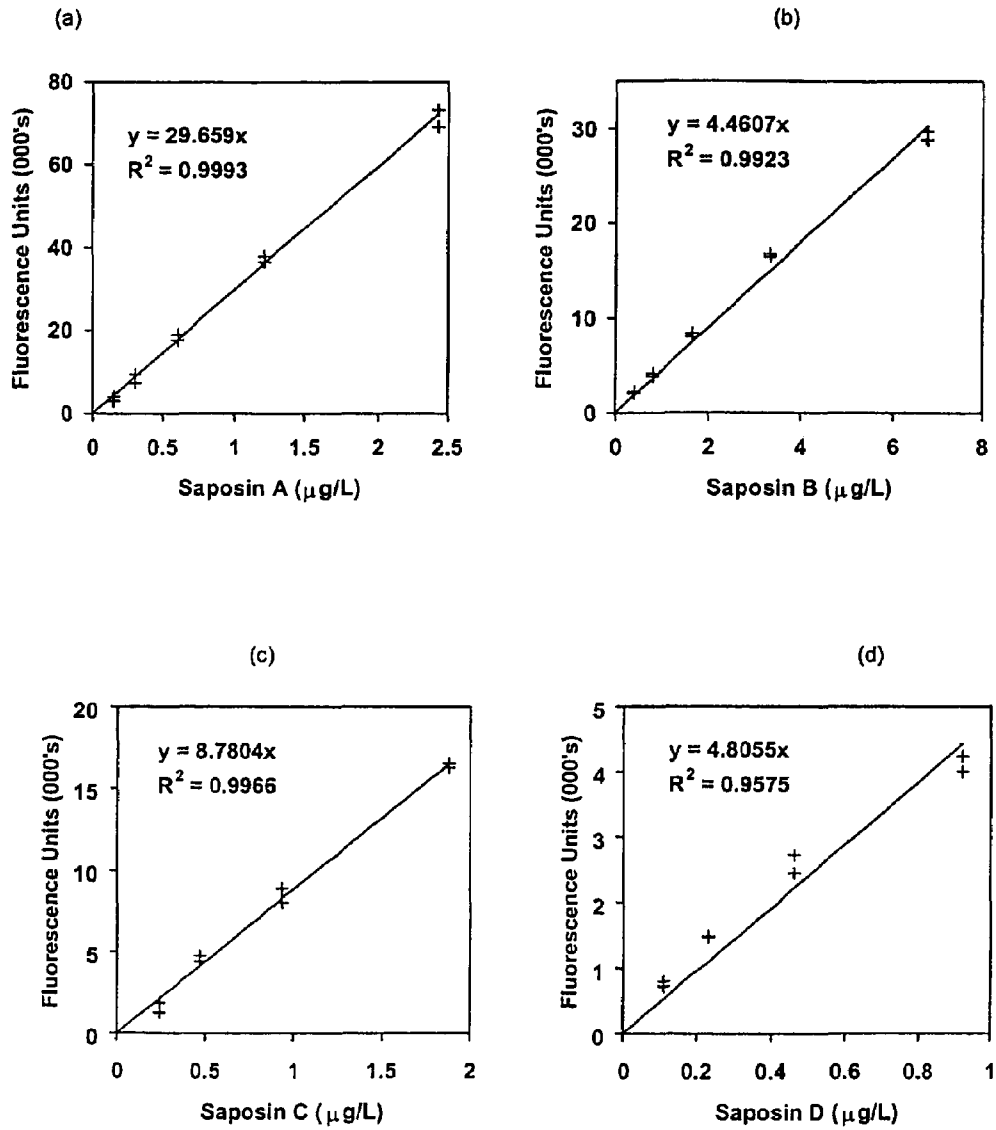 (a)
Fluorescence Units (000's)
80
60
40
20
0
y = 29.659x
R² = 0.9993
0 0.5 1 1.5 2 2.5
Saposin A (μg/L)
(b)
Fluorescence Units (000's)
30
20
10
0
y = 4.4607x
R² = 0.9923
0 2 4 6 8
Saposin B (μg/L)
(c)
Fluorescence Units (000's)
20
15
10
5
0
y = 8.7804x
R² = 0.9966
0 0.5 1 1.5 2
Saposin C (μg/L)
(d)
Fluorescence Units (000's)
5
4
3
2
1
0
y = 4.8055x
R² = 0.9575
0 0.2 0.4 0.6 0.8 1
Saposin D (μg/L)